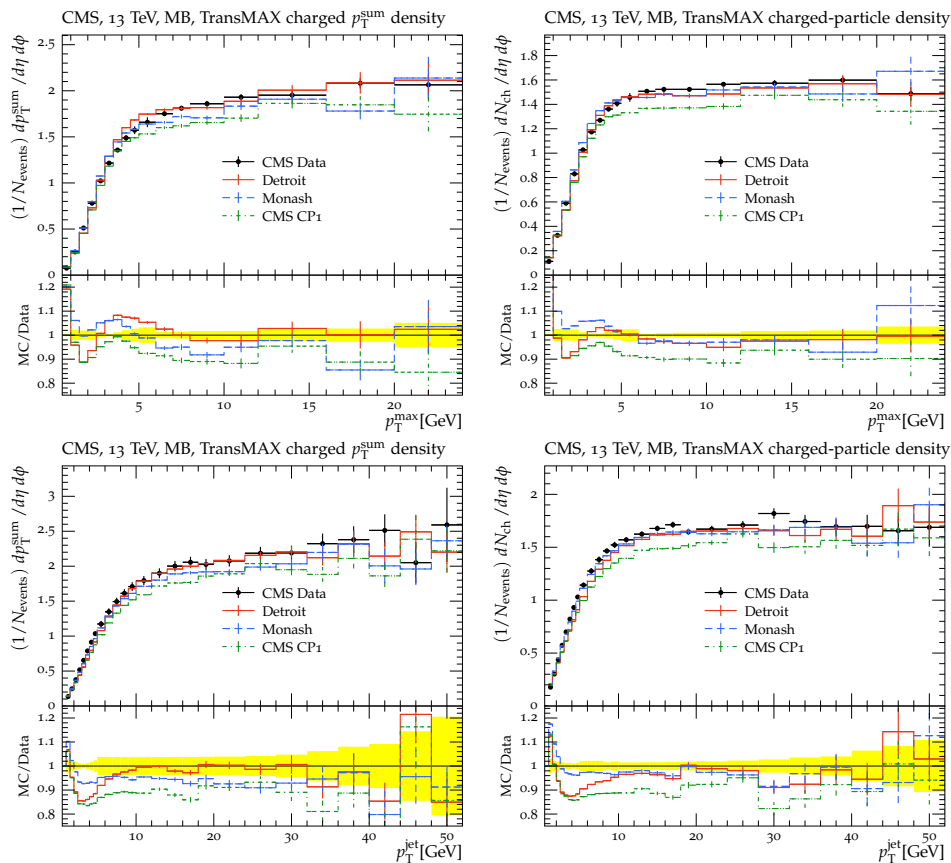 CMS, 13 TeV, MB, TransMAX charged p_T^sum density
(1/N_events) dp_T^sum/dη dϕ
2.5
2
1.5
1
0.5
0
CMS Data
Detroit
Monash
CMS CP1
MC/Data
1.2
1.1
1
0.9
0.8
5 10 15 20
p_T^max[GeV]
CMS, 13 TeV, MB, TransMAX charged-particle density
(1/N_events) dN_ch/dη dϕ
1.8
1.6
1.4
1.2
1
0.8
0.6
0.4
0.2
0
CMS Data
Detroit
Monash
CMS CP1
MC/Data
1.2
1.1
1
0.9
0.8
5 10 15 20
p_T^max[GeV]
CMS, 13 TeV, MB, TransMAX charged p_T^sum density
(1/N_events) dp_T^sum/dη dϕ
3
2.5
2
1.5
1
0.5
0
CMS Data
Detroit
Monash
CMS CP1
MC/Data
1.2
1.1
1
0.9
0.8
10 20 30 40 50
p_T^jet[GeV]
CMS, 13 TeV, MB, TransMAX charged-particle density
(1/N_events) dN_ch/dη dϕ
2
1.5
1
0.5
0
CMS Data
Detroit
Monash
CMS CP1
MC/Data
1.2
1.1
1
0.9
0.8
10 20 30 40 50
p_T^jet[GeV]